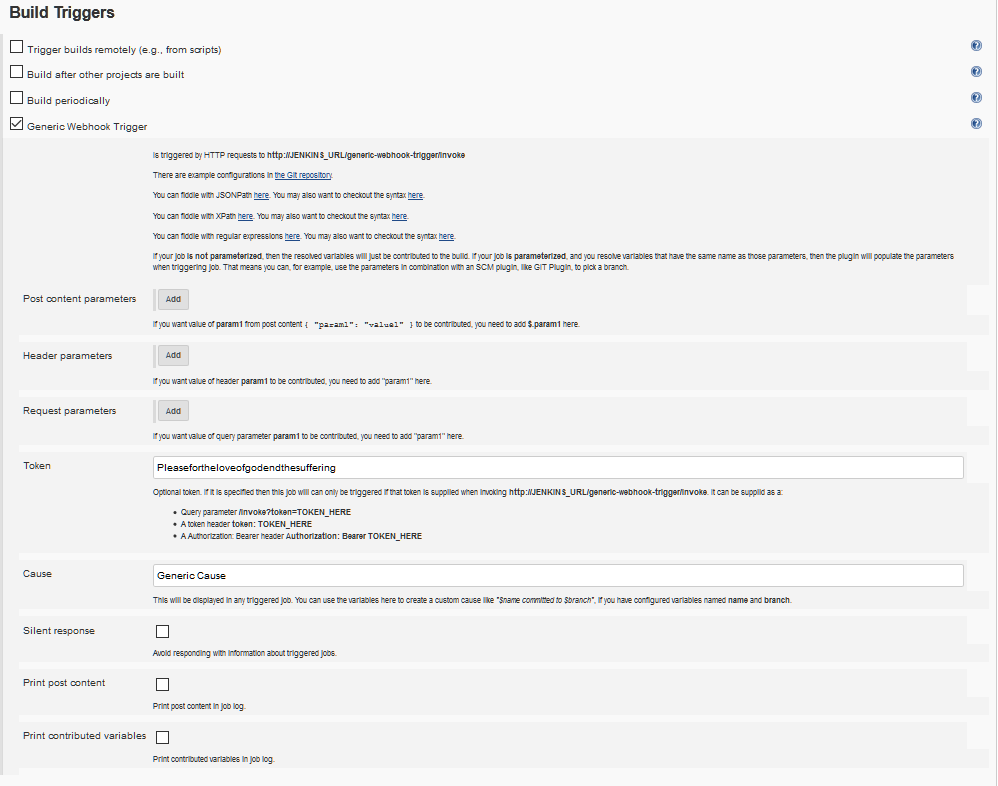 Build Triggers
Trigger builds remotely (e.g., from scripts)
Build after other projects are built
Build periodically
Generic Webhook Trigger
Is triggered by HTTP requests to http://JENKINS_URL/generic-webhook-trigger/invoke
There are example configurations in the Git repository.
You can fiddle with JSONPath here. You may also want to checkout the syntax here.
You can fiddle with XPath here. You may also want to checkout the syntax here.
You can fiddle with regular expressions here. You may also want to checkout the syntax here.
If your job is not parameterized, then the resolved variables will just be contributed to the build. If your job is parameterized, and you resolve variables that have the same name as those parameters, then the plugin will populate the parameters
when triggering job. That means you can, for example, use the parameters in combination with an SCM plugin, like GIT Plugin, to pick a branch.
Post content parameters
Add
If you want value of param1 from post content { "param1": "value1" } to be contributed, you need to add $.param1 here.
Header parameters
Add
If you want value of header param1 to be contributed, you need to add "param1" here.
Request parameters
Add
If you want value of query parameter param1 to be contributed, you need to add "param1" here.
Token
Pleasefortheloveofgodendthesuffering
Optional token. If it is specified then this job will can only be triggered if that token is supplied when invoking http://JENKINS_URL/generic-webhook-trigger/invoke. It can be supplid as a:
• Query parameter /invoke?token=TOKEN_HERE
• A token header token: TOKEN_HERE
• A Authorization: Bearer header Authorization: Bearer TOKEN_HERE
Cause
Generic Cause
This will be displayed in any triggered job. You can use the variables here to create a custom cause like "$name committed to $branch", if you have configured variables named name and branch.
Silent response
Avoid responding with information about triggered jobs.
Print post content
Print post content in job log.
Print contributed variables
Print contributed variables in job log.